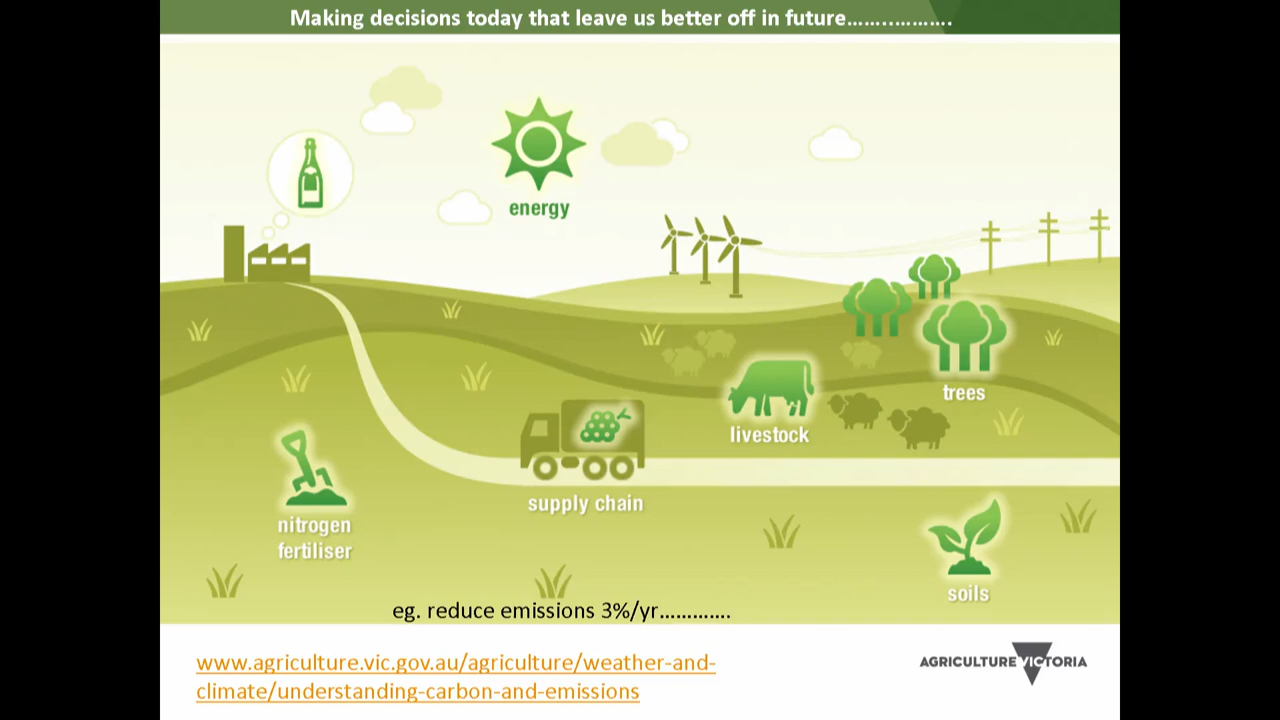 Making decisions today that leave us better off in future……..……….
energy
trees
livestock
supply chain
nitrogen
fertiliser
soils
eg. reduce emissions 3%/yr………….
www.agriculture.vic.gov.au/agriculture/weather-and-
climate/understanding-carbon-and-emissions
AGRICULTURE VICTORIA